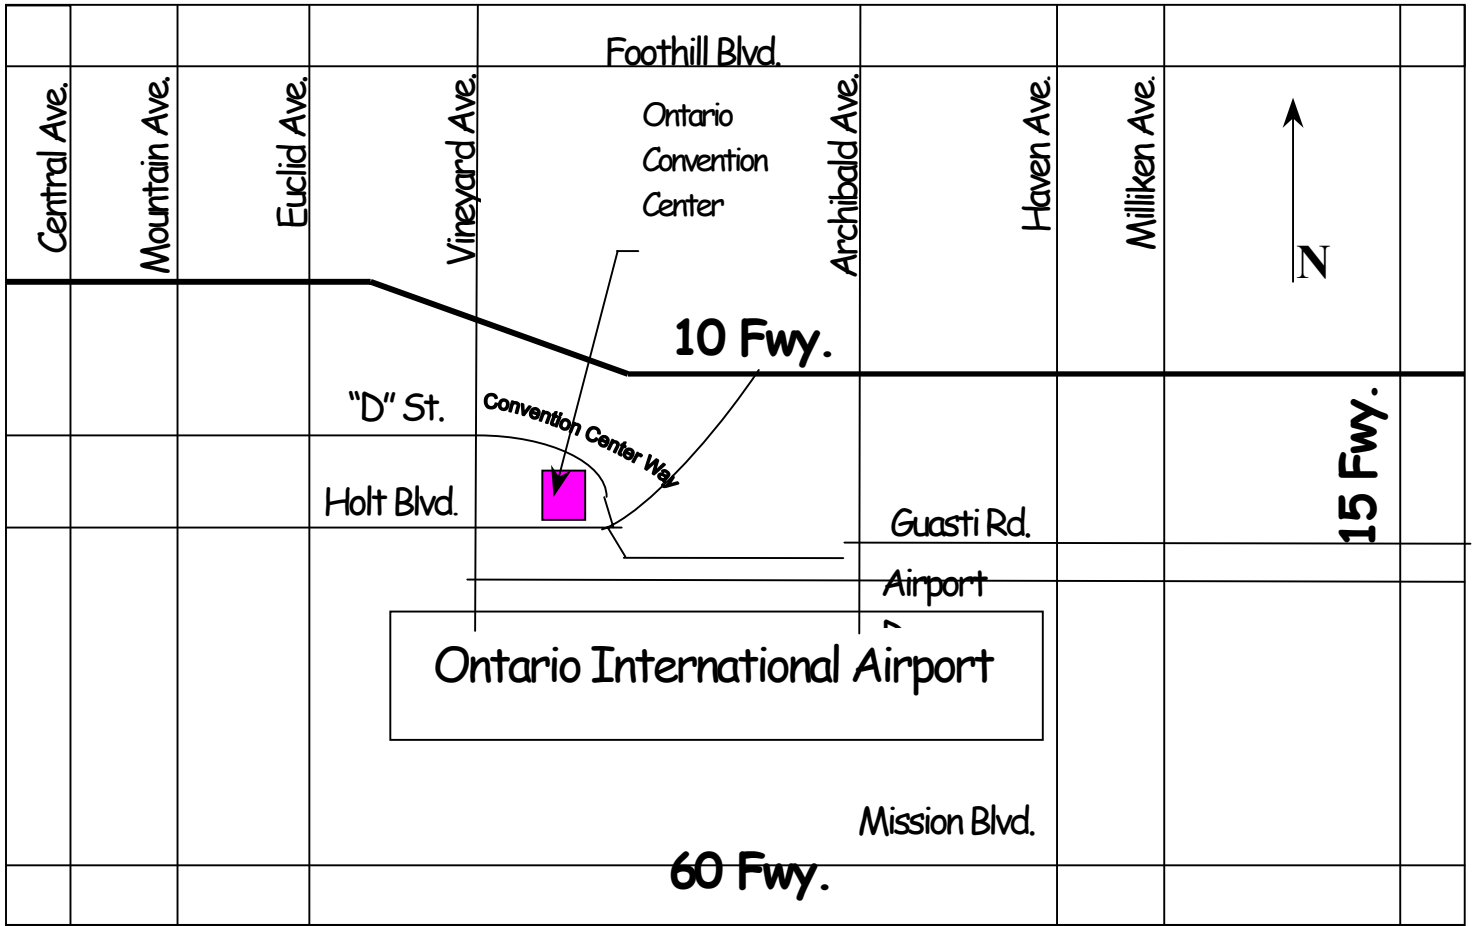 Foothill Blvd.
Central Ave.
Mountain Ave.
Euclid Ave.
Vineyard Ave.
Ontario
Convention
Center
Archibald Ave.
Haven Ave.
Milliken Ave.
N
10 Fwy.
"D" St.
Convention Center Way
15 Fwy.
Holt Blvd.
Guasti Rd.
Airport
Ontario International Airport
Mission Blvd.
60 Fwy.